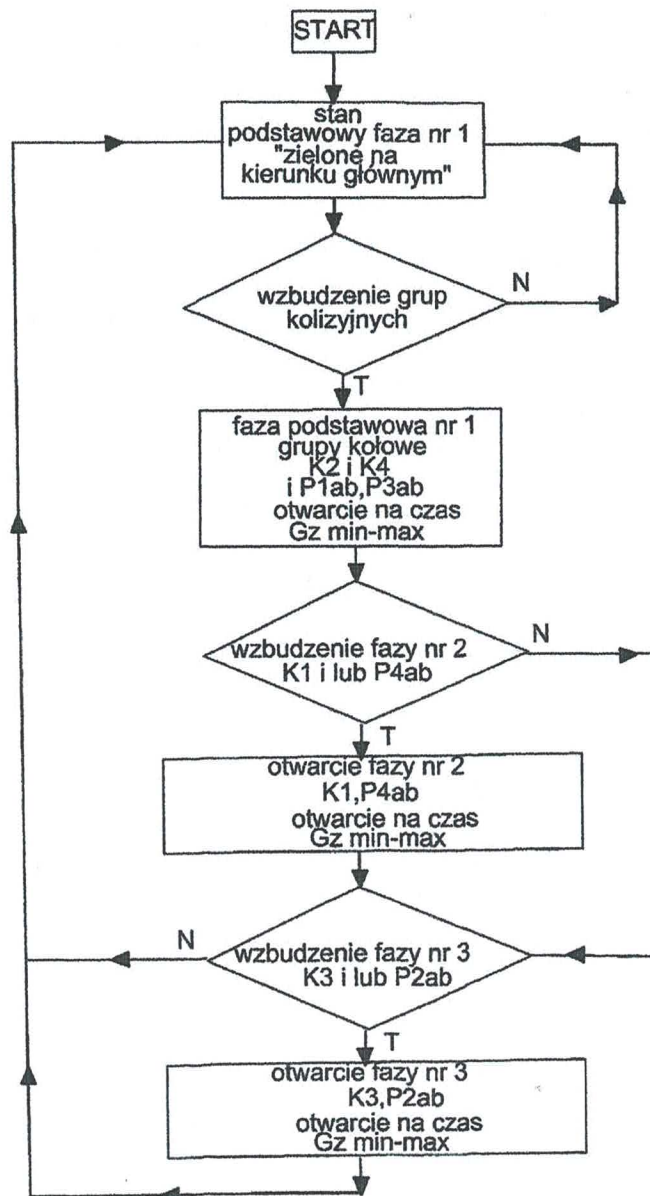 START
stan
podstawowy faza nr 1
"zielone na
kierunku głównym"
wzbudzenie grup
kolizyjnych
N
T
faza podstawowa nr 1
grupy kołowe
K2 i K4
i P1ab,P3ab
otwarcie na czas
Gz min-max
wzbudzenie fazy nr 2
K1 i lub P4ab
N
T
otwarcie fazy nr 2
K1,P4ab
otwarcie na czas
Gz min-max
N
wzbudzenie fazy nr 3
K3 i lub P2ab
T
otwarcie fazy nr 3
K3,P2ab
otwarcie na czas
Gz min-max